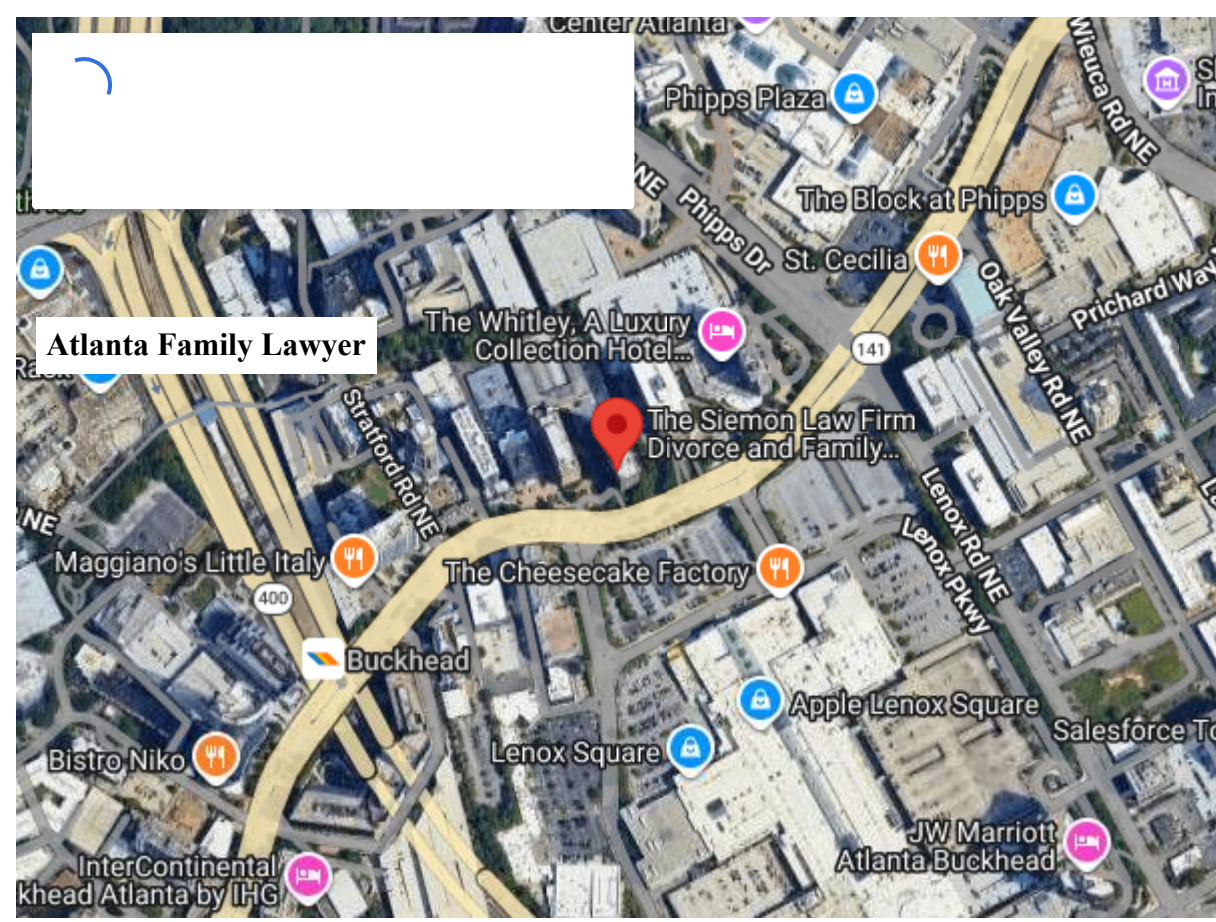 Center Atlanta
Phipps Plaza
Wieuca Rd NE
NE
Phipps Dr
The Block at Phipps
St. Cecilia
Oak Valley Rd NE
Prichard Way
The Whitley, A Luxury
Collection Hotel...
141
Atlanta Family Lawyer
Stratford Rd NE
The Siemon Law Firm
Divorce and Family...
Lenox Rd NE
Lenox Pkwy
NE
Maggiano's Little Italy
The Cheesecake Factory
400
Buckhead
Apple Lenox Square
Lenox Square
Salesforce To
Bistro Niko
JW Marriott
Atlanta Buckhead
InterContinental
khead Atlanta by IHG